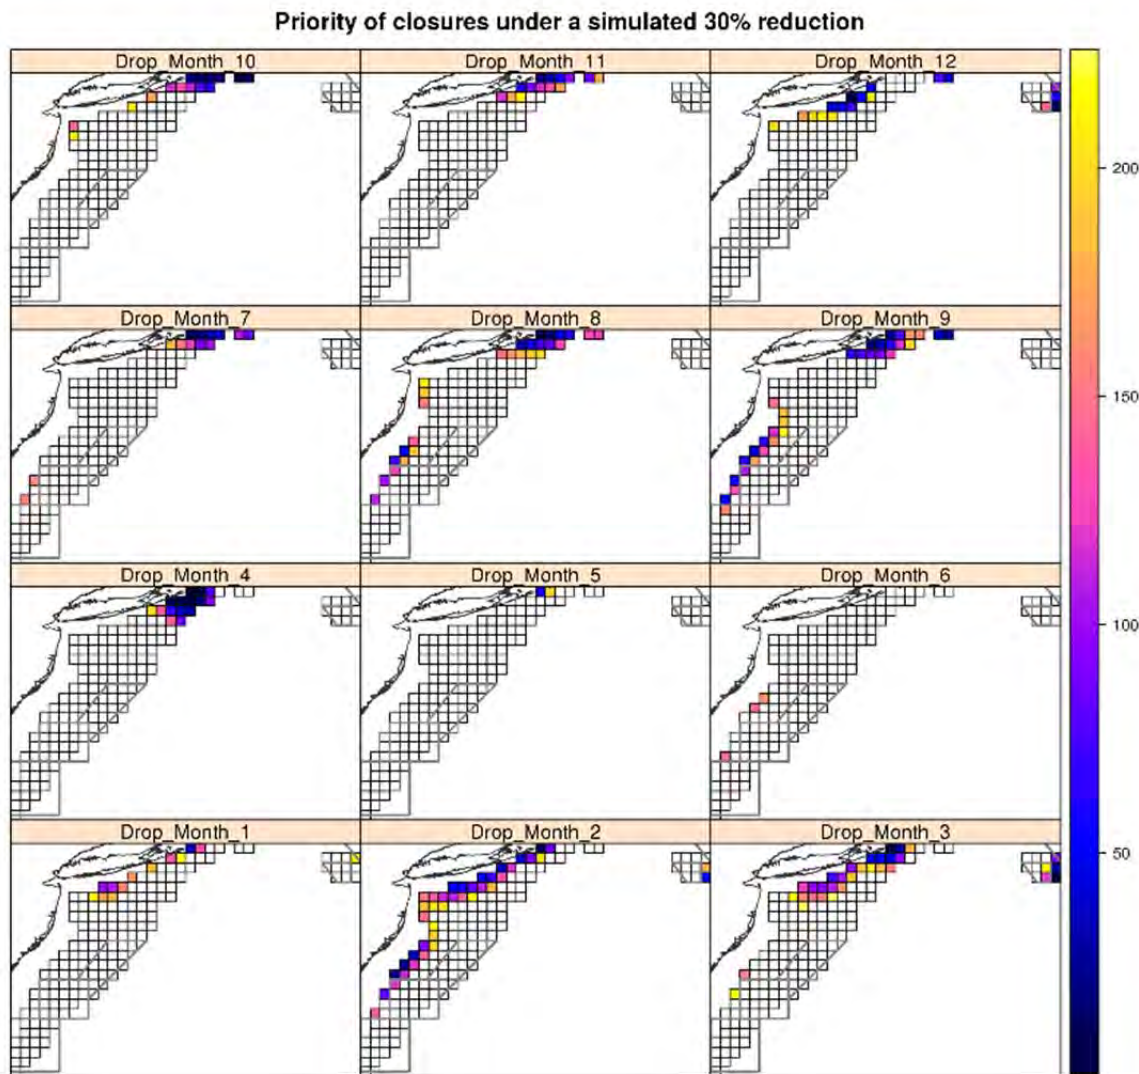 Priority of closures under a simulated 30% reduction
Drop_Month_10
Drop_Month_11
Drop_Month_12
Drop_Month_7
Drop_Month_8
Drop_Month_9
Drop_Month_4
Drop_Month_5
Drop_Month_6
Drop_Month_1
Drop_Month_2
Drop_Month_3
200
150
100
50